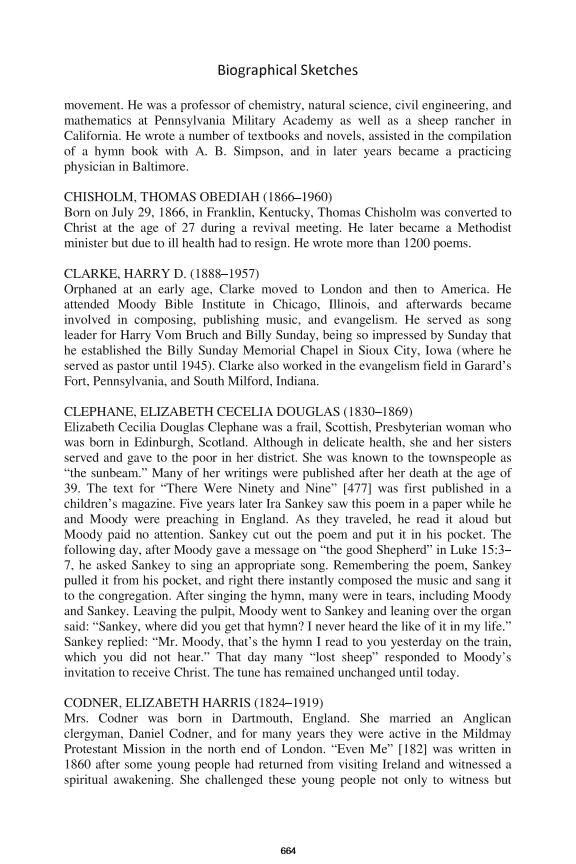 Biographical Sketches
movement. He was a professor of chemistry, natural science, civil engineering, and
mathematics at Pennsylvania Military Academy as well as a sheep rancher in
California. He wrote a number of textbooks and novels, assisted in the compilation
of a hymn book with A. B. Simpson, and in later years became a practicing
physician in Baltimore.
CHISHOLM, THOMAS OBEDIAH (1866–1960)
Born on July 29, 1866, in Franklin, Kentucky, Thomas Chisholm was converted to
Christ at the age of 27 during a revival meeting. He later became a Methodist
minister but due to ill health had to resign. He wrote more than 1200 poems.
CLARKE, HARRY D. (1888–1957)
Orphaned at an early age, Clarke moved to London and then to America. He
attended Moody Bible Institute in Chicago, Illinois, and afterwards became
involved in composing, publishing music, and evangelism. He served as song
leader for Harry Vom Bruch and Billy Sunday, being so impressed by Sunday that
he established the Billy Sunday Memorial Chapel in Sioux City, Iowa (where he
served as pastor until 1945). Clarke also worked in the evangelism field in Garard’s
Fort, Pennsylvania, and South Milford, Indiana.
CLEPHANE, ELIZABETH CECELIA DOUGLAS (1830–1869)
Elizabeth Cecilia Douglas Clephane was a frail, Scottish, Presbyterian woman who
was born in Edinburgh, Scotland. Although in delicate health, she and her sisters
served and gave to the poor in her district. She was known to the townspeople as
“the sunbeam.” Many of her writings were published after her death at the age of
39. The text for “There Were Ninety and Nine” [477] was first published in a
children’s magazine. Five years later Ira Sankey saw this poem in a paper while he
and Moody were preaching in England. As they traveled, he read it aloud but
Moody paid no attention. Sankey cut out the poem and put it in his pocket. The
following day, after Moody gave a message on “the good Shepherd” in Luke 15:3–
7, he asked Sankey to sing an appropriate song. Remembering the poem, Sankey
pulled it from his pocket, and right there instantly composed the music and sang it
to the congregation. After singing the hymn, many were in tears, including Moody
and Sankey. Leaving the pulpit, Moody went to Sankey and leaning over the organ
said: “Sankey, where did you get that hymn? I never heard the like of it in my life.”
Sankey replied: “Mr. Moody, that’s the hymn I read to you yesterday on the train,
which you did not hear.” That day many “lost sheep” responded to Moody’s
invitation to receive Christ. The tune has remained unchanged until today.
CODNER, ELIZABETH HARRIS (1824–1919)
Mrs. Codner was born in Dartmouth, England. She married an Anglican
clergyman, Daniel Codner, and for many years they were active in the Mildmay
Protestant Mission in the north end of London. “Even Me” [182] was written in
1860 after some young people had returned from visiting Ireland and witnessed a
spiritual awakening. She challenged these young people not only to witness but
664